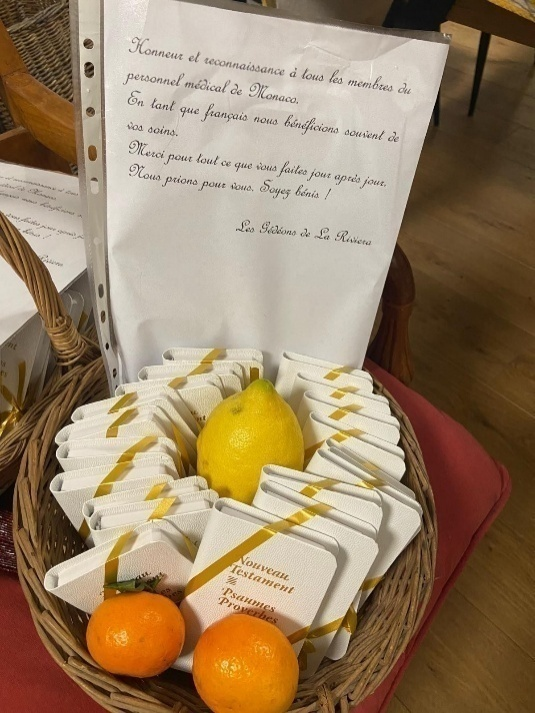 Honneur et reconnaissance à tous les membres du
personnel médical de Monaco.
En tant que français nous bénéficions souvent de
vos soins.
Merci pour tout ce que vous faites jour après jour.
Nous prions pour vous. Soyez bénis !
Les Gédéons de La Riviera
Nouveau
Testament
Psaumes
Proverbes